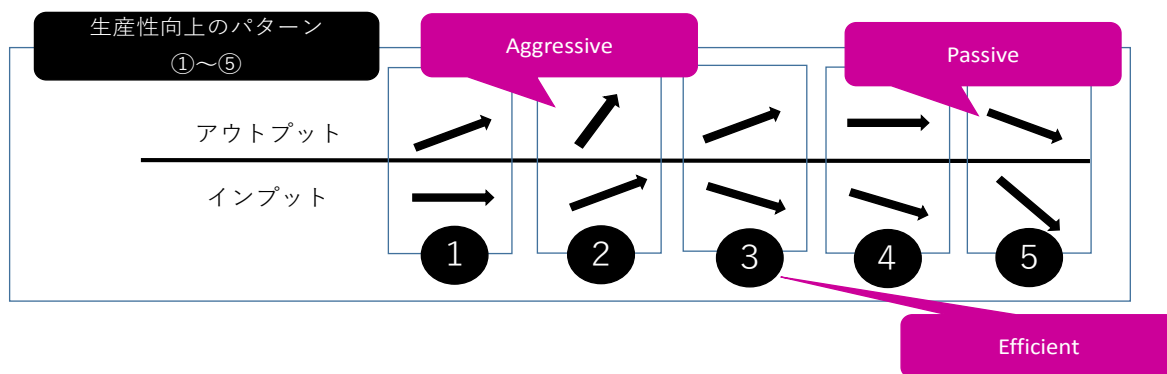 生産性向上のパターン
①～⑤
Aggressive
Passive
アウトプット
インプット
1
2
3
4
5
Efficient